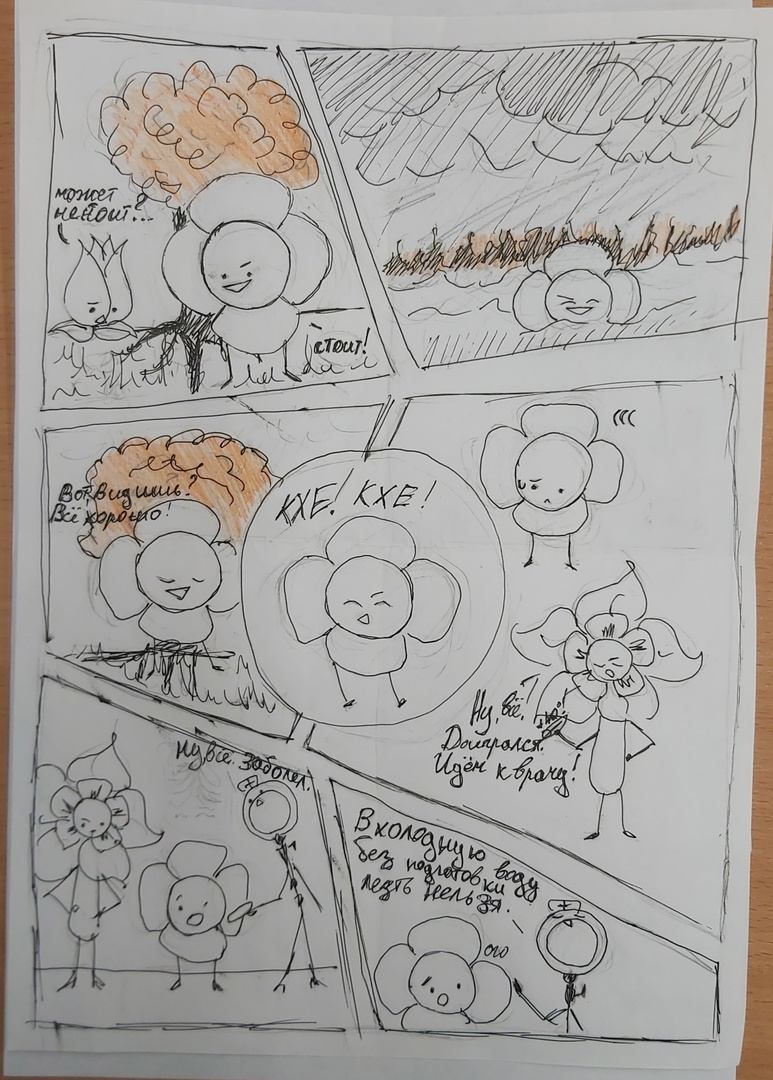 может
не стоит?...
стоит!
Вот, видишь?
Всё хорошо!
КХЕ! КХЕ!
Ну, всё!
Доигрался.
Идём к врачу!
Ну всё. Заболел.
В холодную
без подготовки воду
лезть нельзя.
ого